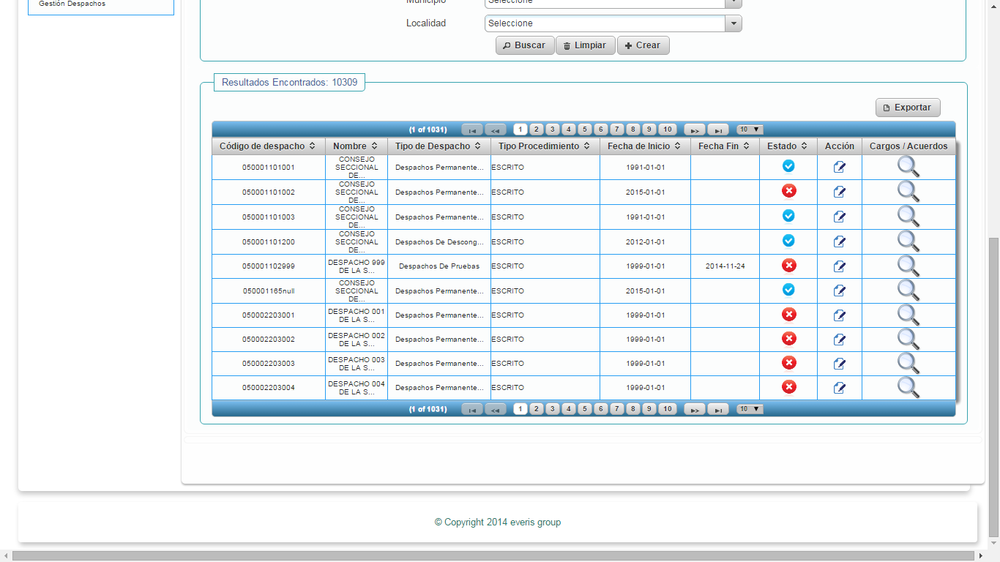 Gestión Despachos
Municipio Seleccione
Localidad Seleccione
Buscar Limpiar Crear
Resultados Encontrados: 10309
Exportar
(1 of 1031) 1 2 3 4 5 6 7 8 9 10 10
Código de despacho Nombre Tipo de Despacho Tipo Procedimiento Fecha de Inicio Fecha Fin Estado Acción Cargos / Acuerdos
050001101001 CONSEJO SECCIONAL DE... Despachos Permanente... ESCRITO 1991-01-01
050001101002 CONSEJO SECCIONAL DE... Despachos Permanente... ESCRITO 2015-01-01
050001101003 CONSEJO SECCIONAL DE... Despachos Permanente... ESCRITO 1991-01-01
050001101200 CONSEJO SECCIONAL DE... Despachos De Descong... ESCRITO 2012-01-01
050001102999 DESPACHO 999 DE LA S... Despachos De Pruebas ESCRITO 1999-01-01 2014-11-24
050001165null CONSEJO SECCIONAL DE... Despachos Permanente... ESCRITO 2015-01-01
050002203001 DESPACHO 001 DE LA S... Despachos Permanente... ESCRITO 1999-01-01
050002203002 DESPACHO 002 DE LA S... Despachos Permanente... ESCRITO 1999-01-01
050002203003 DESPACHO 003 DE LA S... Despachos Permanente... ESCRITO 1999-01-01
050002203004 DESPACHO 004 DE LA S... Despachos Permanente... ESCRITO 1999-01-01
(1 of 1031) 1 2 3 4 5 6 7 8 9 10 10
© Copyright 2014 everis group